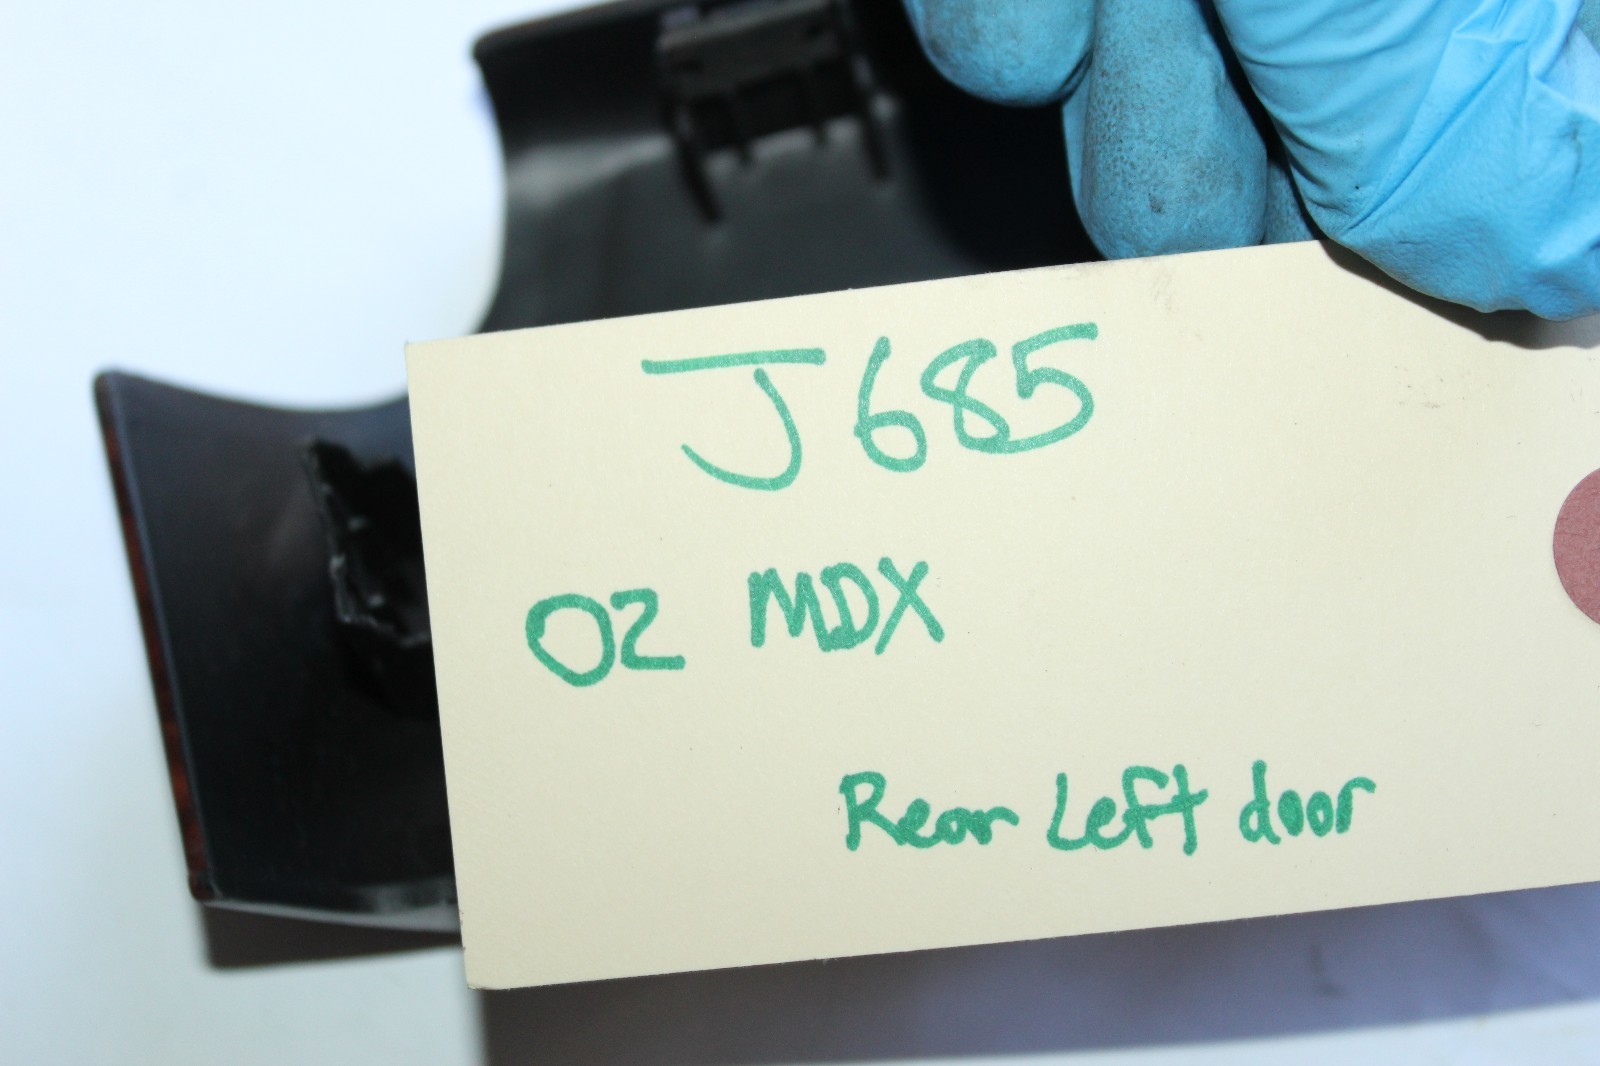 J685
02 MDX
Rear Left door